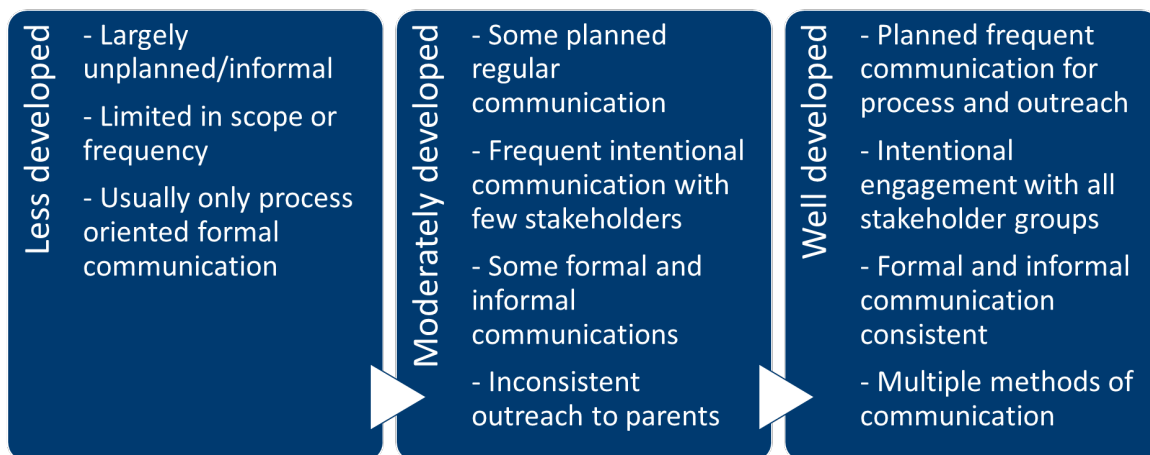 Less developed
- Largely
unplanned/informal
- Limited in scope or
frequency
- Usually only process
oriented formal
communication
Moderately developed
- Some planned
regular
communication
- Frequent intentional
communication with
few stakeholders
- Some formal and
informal
communications
- Inconsistent
outreach to parents
Well developed
- Planned frequent
communication for
process and outreach
- Intentional
engagement with all
stakeholder groups
- Formal and informal
communication
consistent
- Multiple methods of
communication